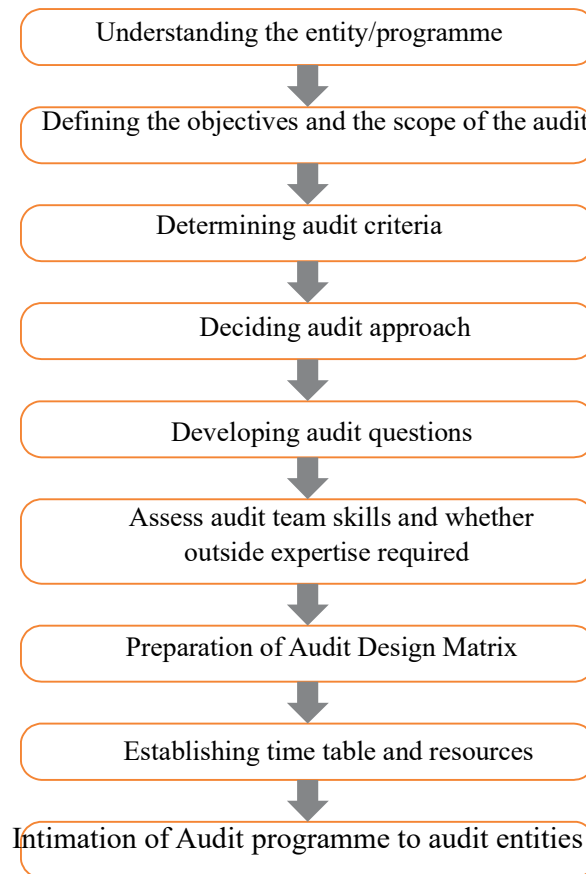 Understanding the entity/programme
Defining the objectives and the scope of the audit
Determining audit criteria
Deciding audit approach
Developing audit questions
Assess audit team skills and whether
outside expertise required
Preparation of Audit Design Matrix
Establishing time table and resources
Intimation of Audit programme to audit entities